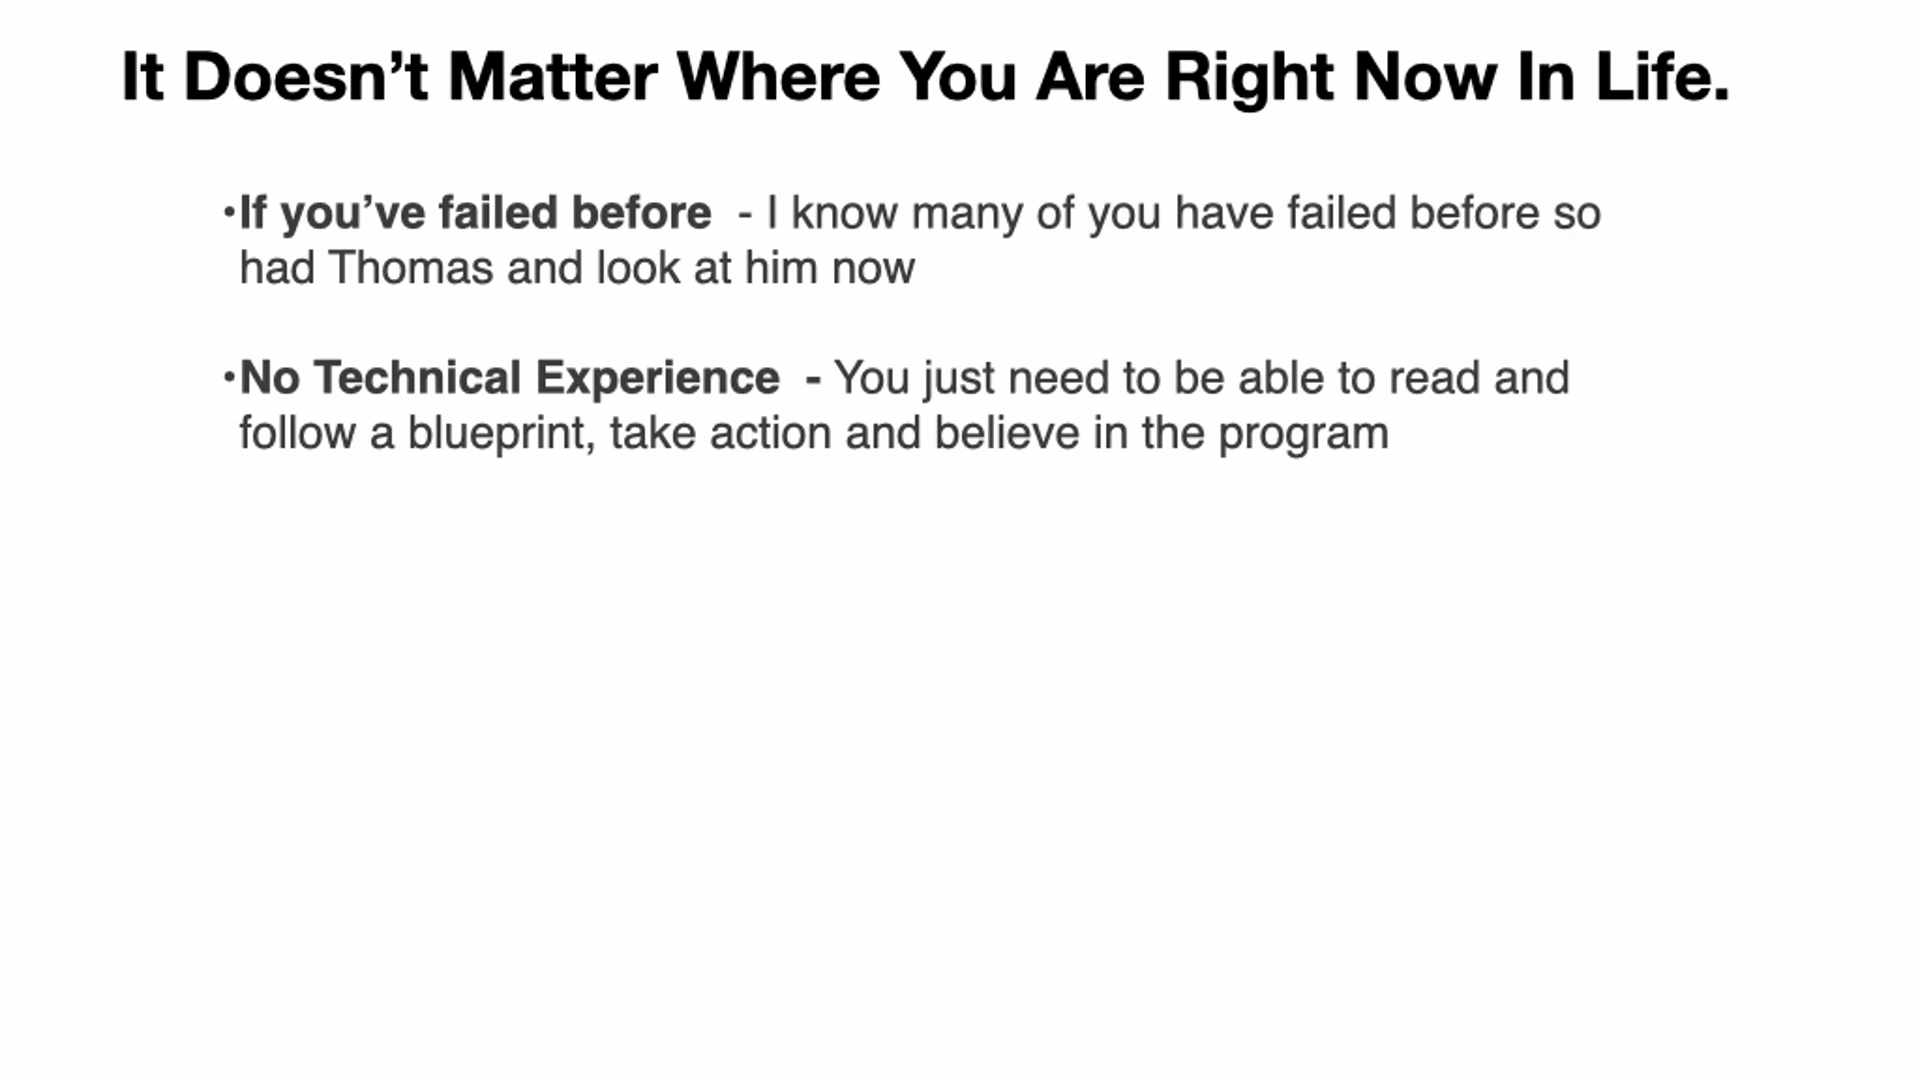 It Doesn’t Matter Where You Are Right Now In Life.
•If you’ve failed before - I know many of you have failed before so
had Thomas and look at him now
•No Technical Experience - You just need to be able to read and
follow a blueprint, take action and believe in the program